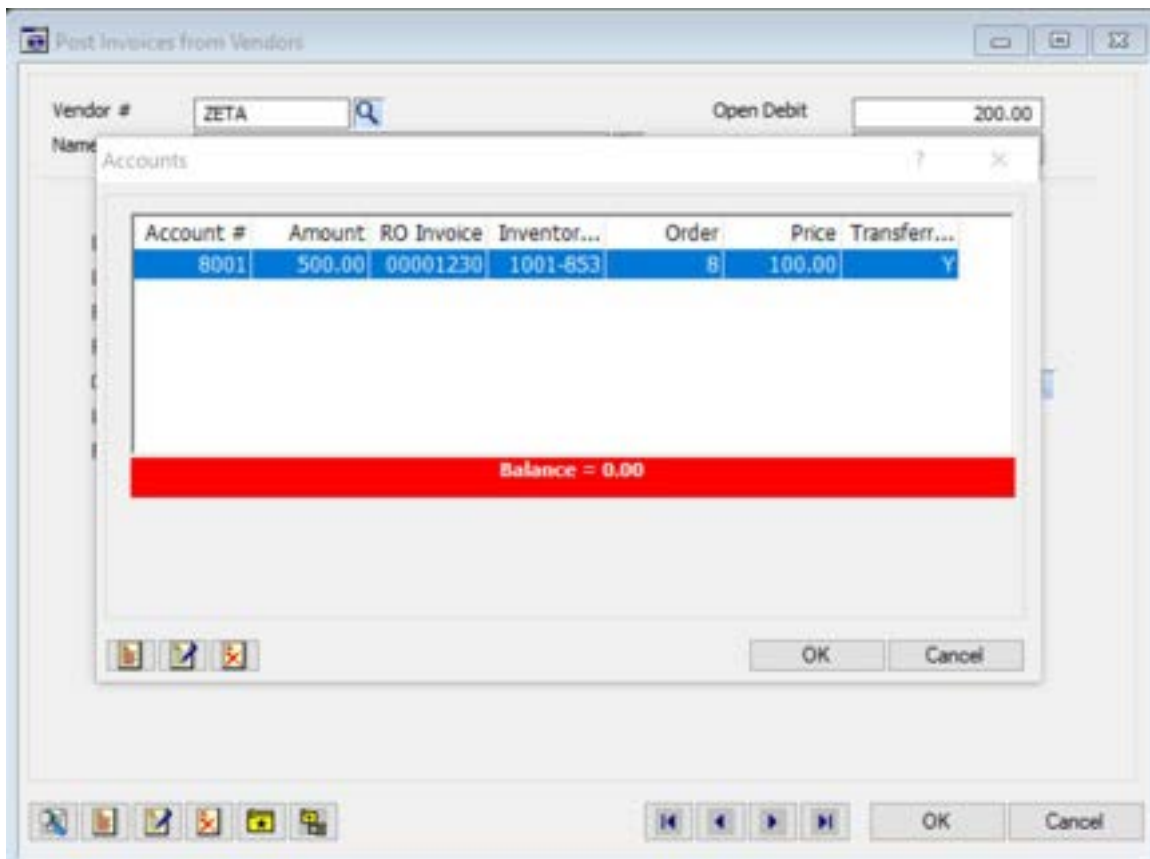 Post Invoices from Vendors
Vendor # ZETA Open Debit 200.00
Name
Accounts
Account # Amount RO Invoice Inventor... Order Price Transferr...
8001 500.00 00001230 1001-853 8 100.00 Y
Balance = 0.00
OK Cancel
OK Cancel